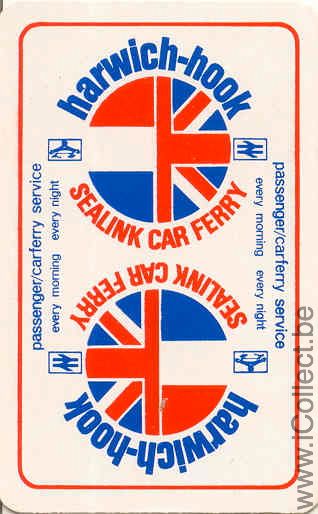 harwich-hook
SEALINK CAR FERRY
passenger/carferry service
every morning every night
passenger/carferry service
every morning every night
SEALINK CAR FERRY
harwich-hook
www.iCollect.be